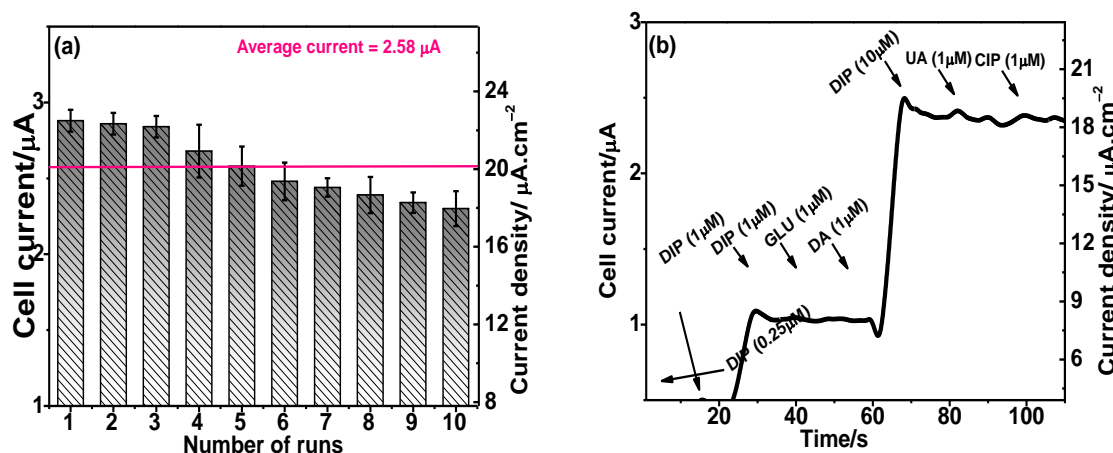 (a)
Average current = 2.58 µA
Cell current/µA
3
2
1
Current density/ µA.cm⁻²
24
20
16
12
8
1 2 3 4 5 6 7 8 9 10
Number of runs
(b)
DIP (10µM)
UA (1µM)
CIP (1µM)
DIP (1µM)
DIP (1µM)
GLU (1µM)
DA (1µM)
DIP (0.25µM)
Cell current/µA
3
2
1
Current density/ µA.cm⁻²
21
18
15
12
9
6
20 40 60 80 100
Time/s